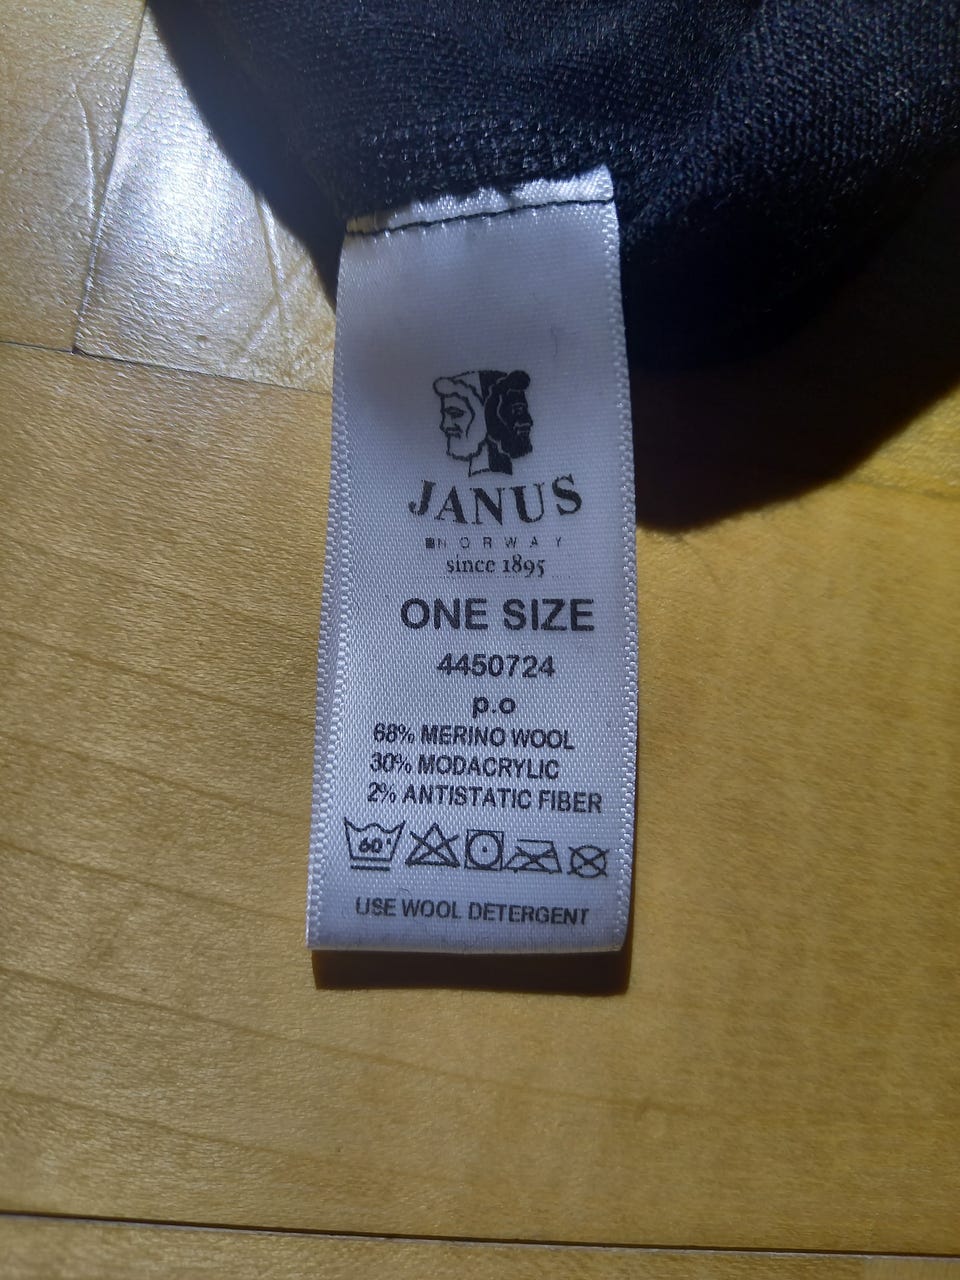 JANUS
NORWAY
since 1895
ONE SIZE
4450724
p.o
68% MERINO WOOL
30% MODACRYLIC
2% ANTISTATIC FIBER
60°
USE WOOL DETERGENT